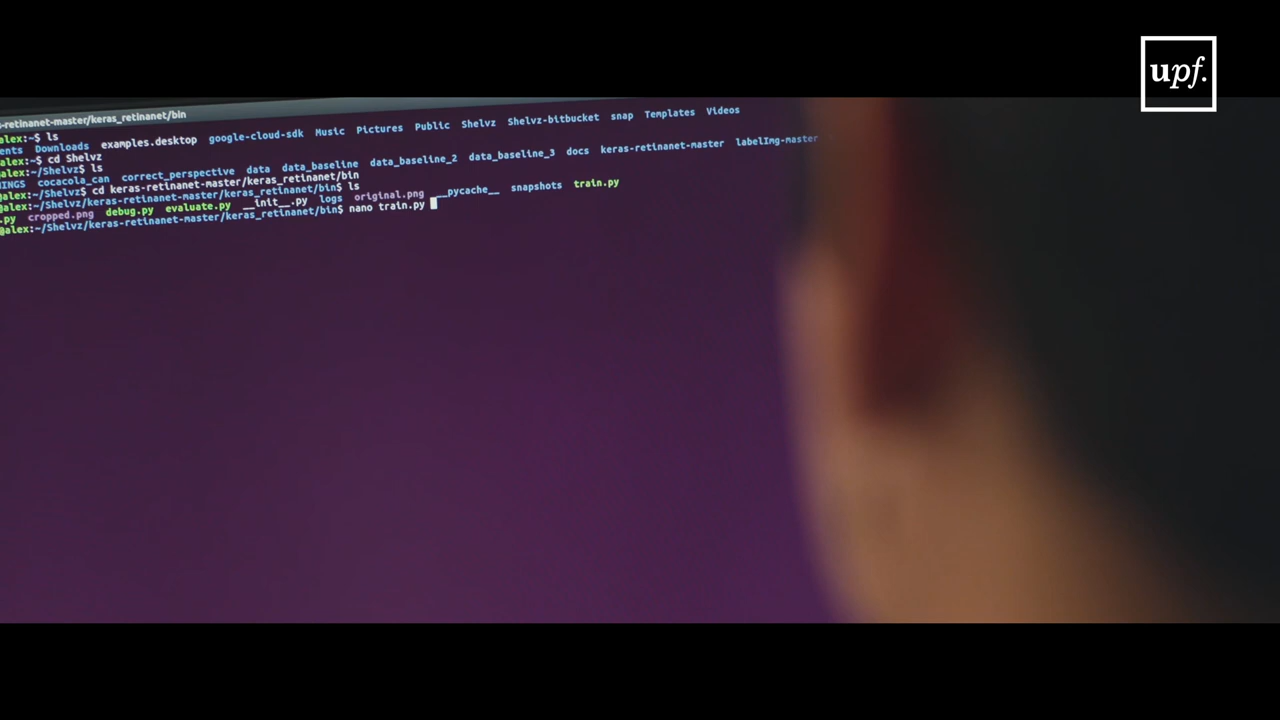 upf.
-retinanet-master/keras_retinanet/bin
alex:~$ ls
ents Downloads examples.desktop google-cloud-sdk Music Pictures Public Shelvz Shelvz-bitbucket snap Templates Videos
alex:~$ cd Shelvz
alex:~/Shelvz$ ls
INGS cocacola_can correct_perspective data data_baseline data_baseline_2 data_baseline_3 docs keras-retinanet-master labelImg-master
alex:~/Shelvz$ cd keras-retinanet-master/keras_retinanet/bin
@alex:~/Shelvz/keras-retinanet-master/keras_retinanet/bin$ ls
.py cropped.png debug.py evaluate.py __init__.py logs original.png __pycache__ snapshots train.py
@alex:~/Shelvz/keras-retinanet-master/keras_retinanet/bin$ nano train.py